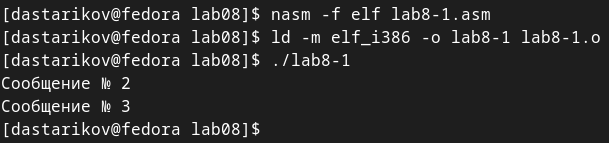 [dastarikov@fedora lab08]$ nasm -f elf lab8-1.asm
[dastarikov@fedora lab08]$ ld -m elf_i386 -o lab8-1 lab8-1.o
[dastarikov@fedora lab08]$ ./lab8-1
Сообщение № 2
Сообщение № 3
[dastarikov@fedora lab08]$